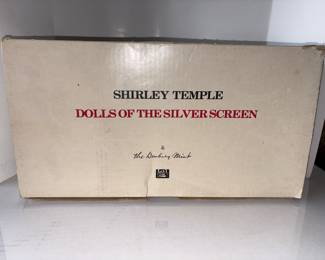 SHIRLEY TEMPLE
DOLLS OF THE SILVER SCREEN
&
the Danbury Mint